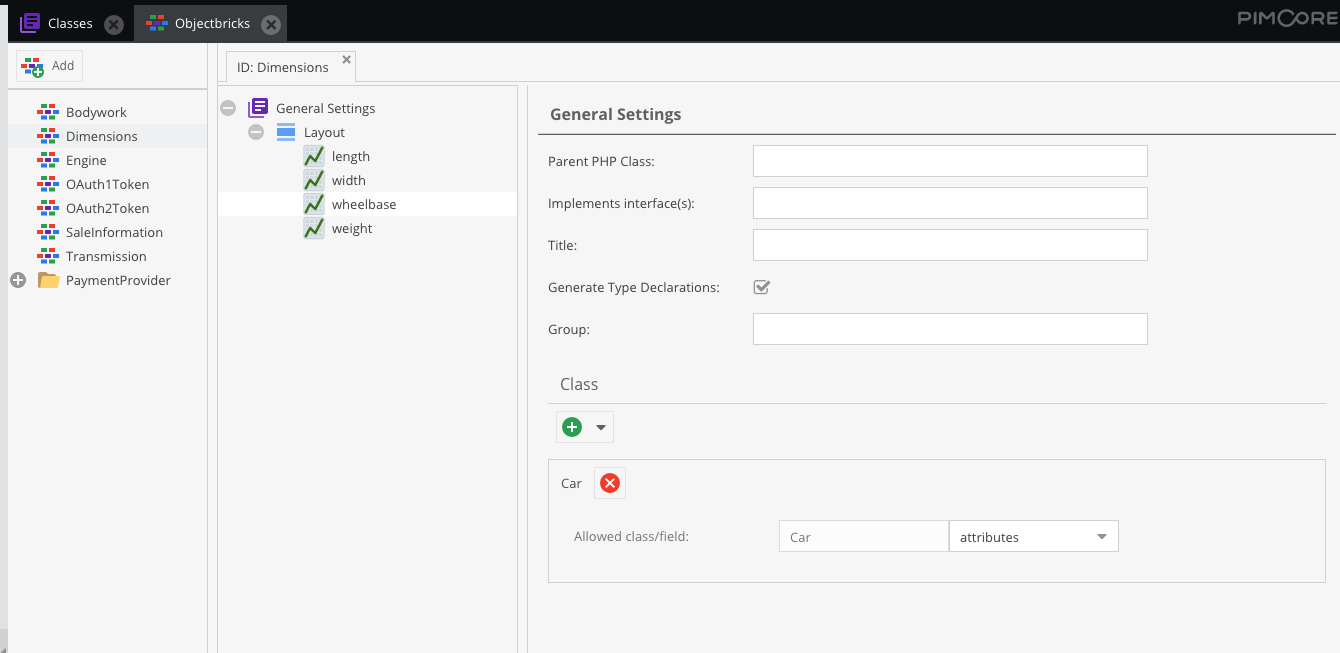 Classes
Objectbricks
PIMCORE
Add
ID: Dimensions
Bodywork
Dimensions
Engine
OAuth1Token
OAuth2Token
SaleInformation
Transmission
PaymentProvider
General Settings
Layout
length
width
wheelbase
weight
General Settings
Parent PHP Class:
Implements interface(s):
Title:
Generate Type Declarations:
Group:
Class
Car
Allowed class/field:
Car
attributes